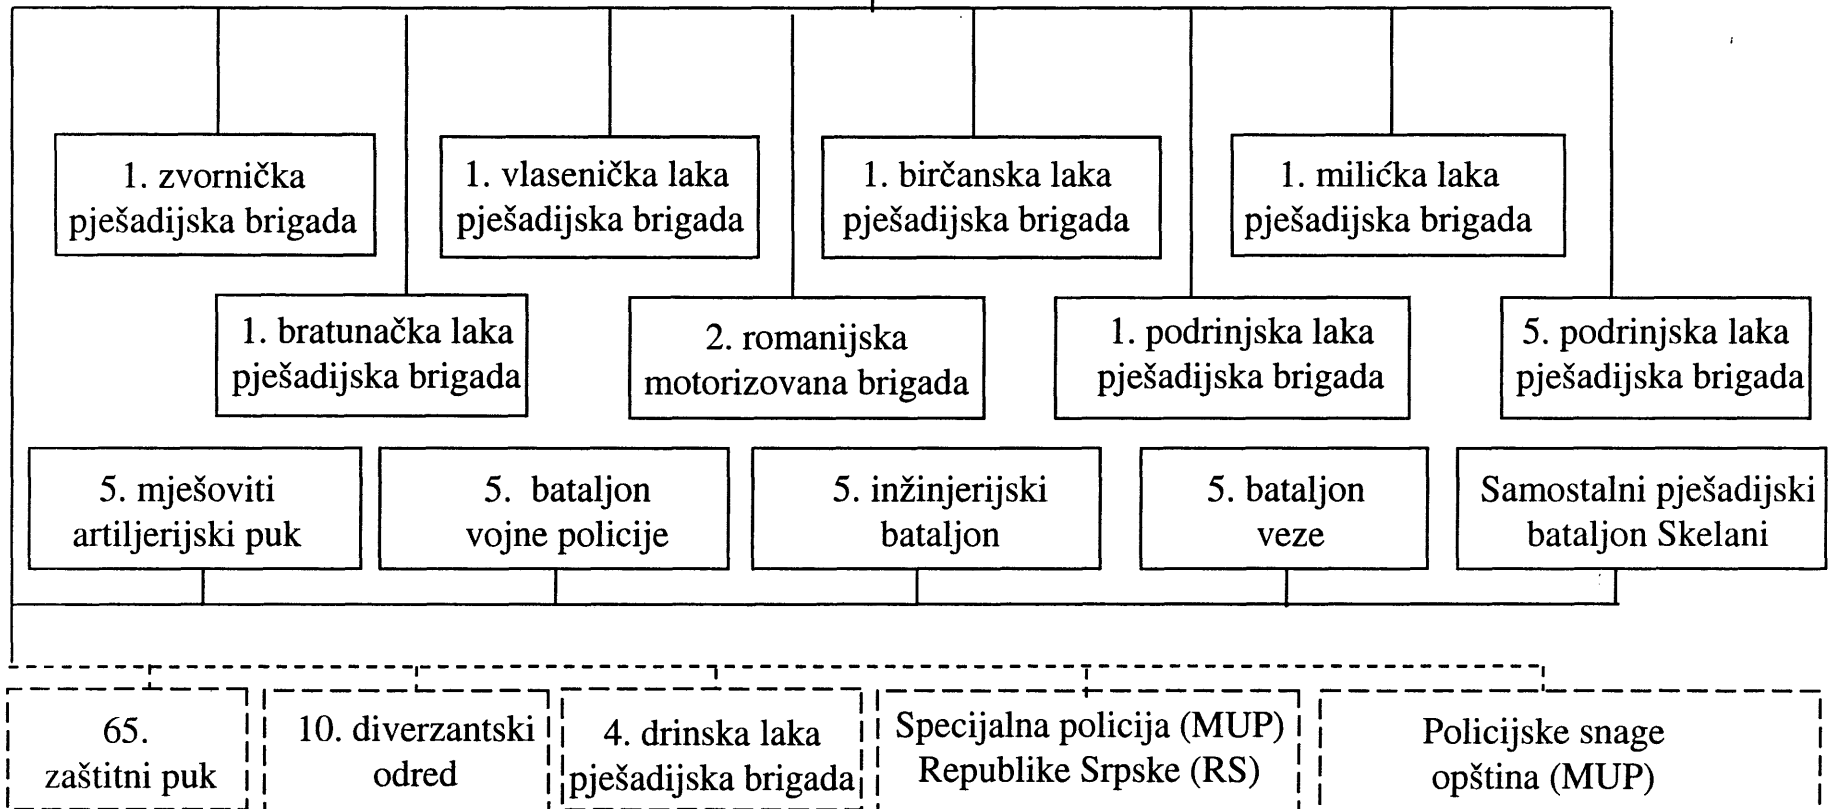 1. zvornička
pješadijska brigada
1. vlasenička laka
pješadijska brigada
1. birčanska laka
pješadijska brigada
1. milićka laka
pješadijska brigada
1. bratunačka laka
pješadijska brigada
2. romanijska
motorizovana brigada
1. podrinjska laka
pješadijska brigada
5. podrinjska laka
pješadijska brigada
5. mješoviti
artiljerijski puk
5. bataljon
vojne policije
5. inžinjerijski
bataljon
5. bataljon
veze
Samostalni pješadijski
bataljon Skelani
65.
zaštitni puk
10. diverzantski
odred
4. drinska laka
pješadijska brigada
Specijalna policija (MUP)
Republike Srpske (RS)
Policijske snage
opština (MUP)